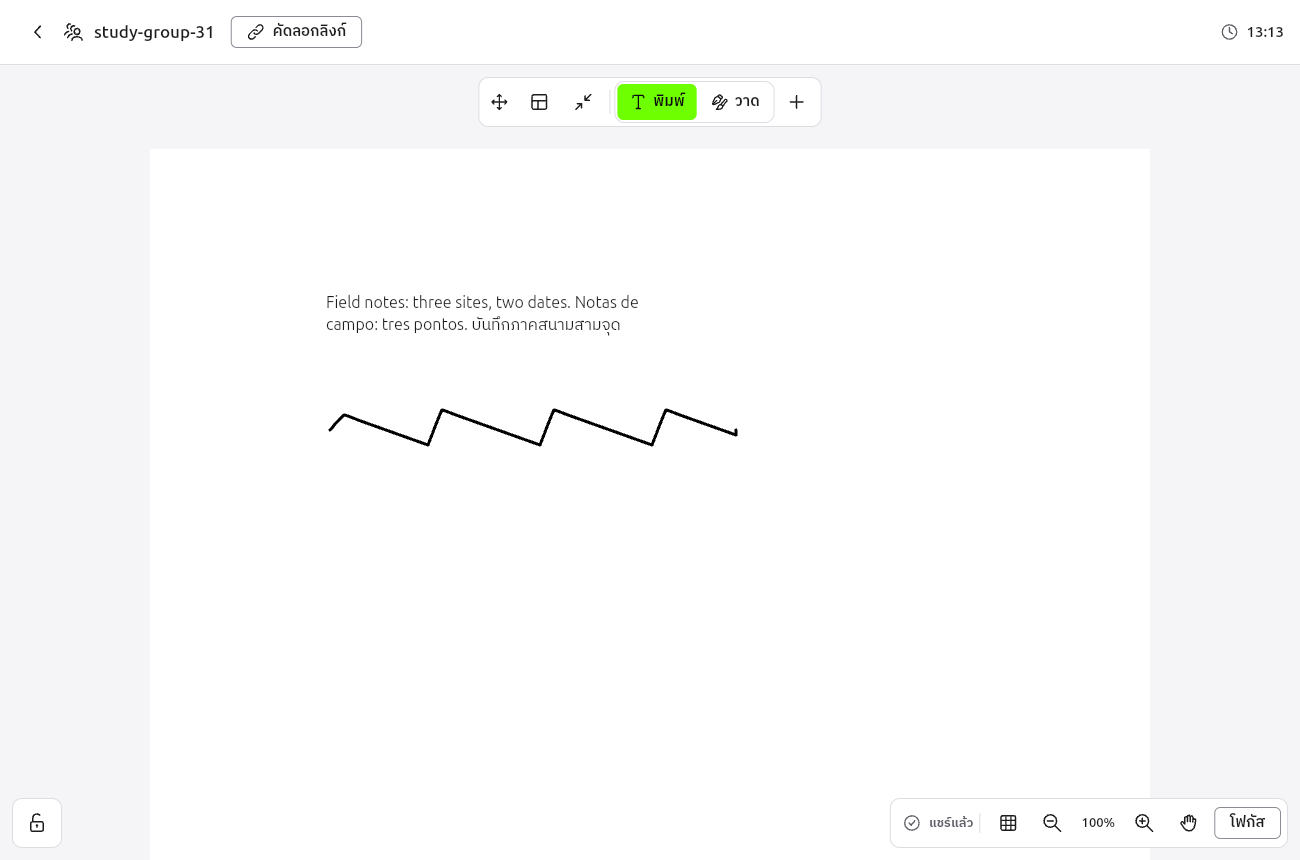 study-group-31
คัดลอกลิงก์
13:13
พิมพ์
วาด
Field notes: three sites, two dates. Notas de
campo: tres pontos. บันทึกภาคสนามสามจุด
แชร์แล้ว
100%
โฟกัส